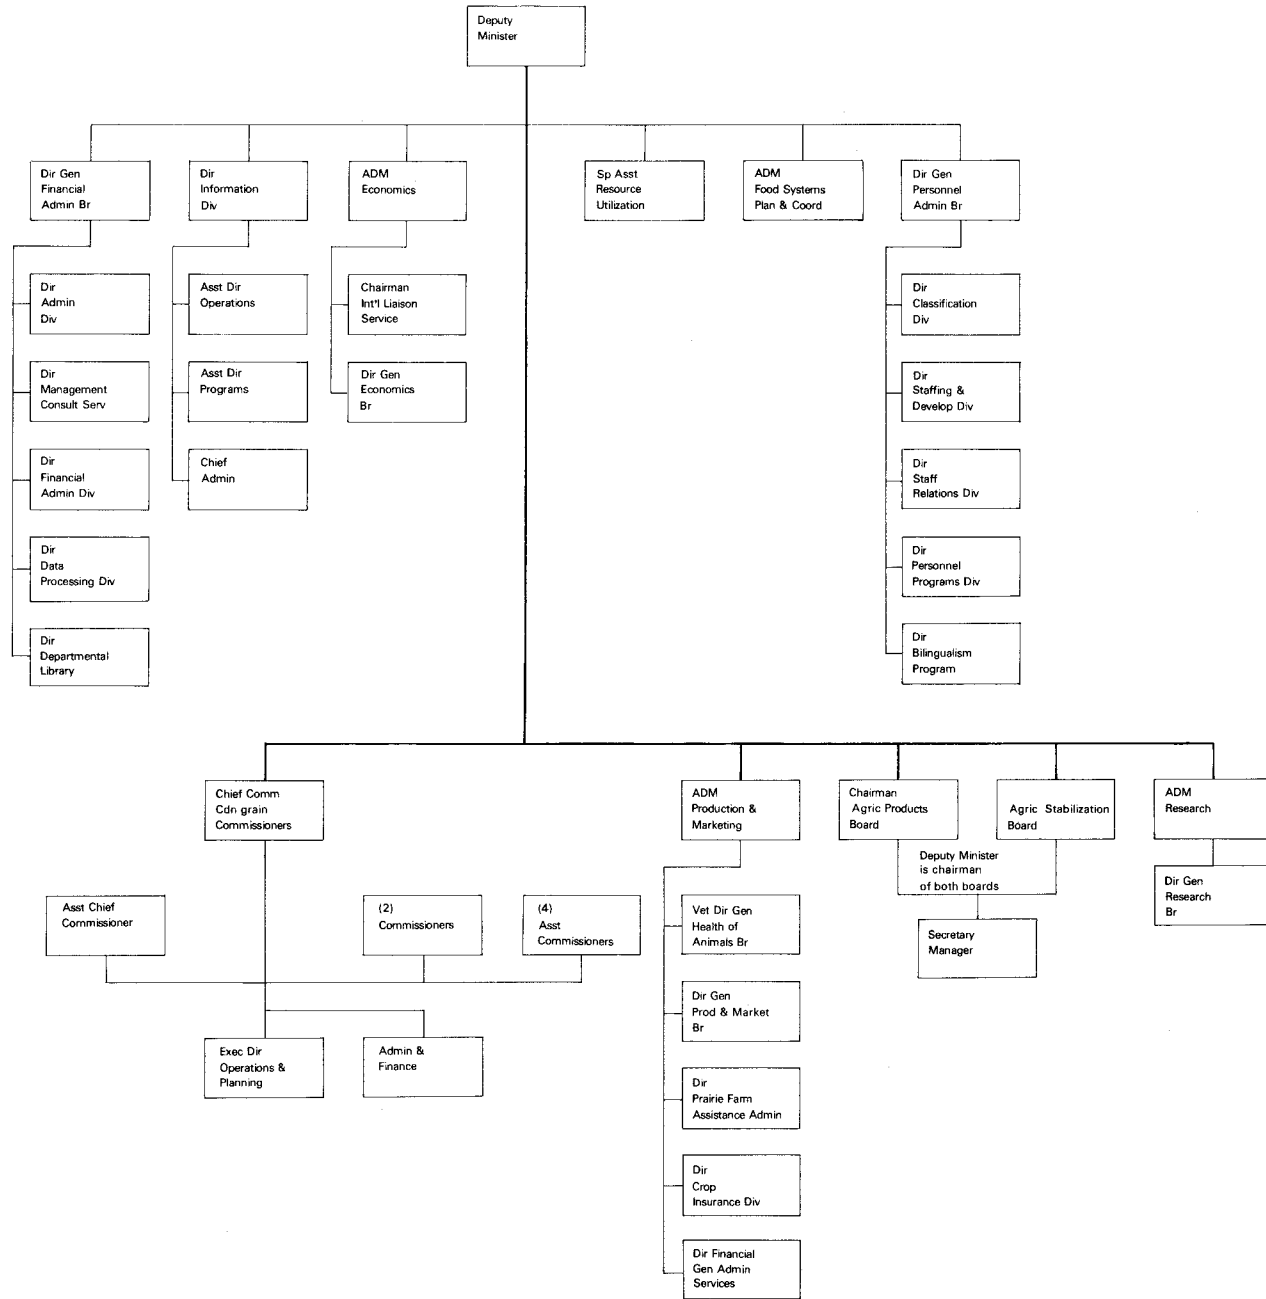 Deputy
Minister
Dir Gen
Financial
Admin Br
Dir
Information
Div
ADM
Economics
Sp Asst
Resource
Utilization
ADM
Food Systems
Plan & Coord
Dir Gen
Personnel
Admin Br
Dir
Admin
Div
Dir
Management
Consult Serv
Dir
Financial
Admin Div
Dir
Data
Processing Div
Dir
Departmental
Library
Asst Dir
Operations
Asst Dir
Programs
Chief
Admin
Chairman
Int'l Liaison
Service
Dir Gen
Economics
Br
Dir
Classification
Div
Dir
Staffing &
Develop Div
Dir
Staff
Relations Div
Dir
Personnel
Programs Div
Dir
Bilingualism
Program
Chief Comm
Cdn grain
Commissioners
ADM
Production &
Marketing
Chairman
Agric Products
Board
Agric Stabilization
Board
ADM
Research
Deputy Minister
is chairman
of both boards
Asst Chief
Commissioner
(2)
Commissioners
(4)
Asst
Commissioners
Exec Dir
Operations &
Planning
Admin &
Finance
Vet Dir Gen
Health of
Animals Br
Dir Gen
Prod & Market
Br
Dir
Prairie Farm
Assistance Admin
Dir
Crop
Insurance Div
Dir Financial
Gen Admin
Services
Secretary
Manager
Dir Gen
Research
Br